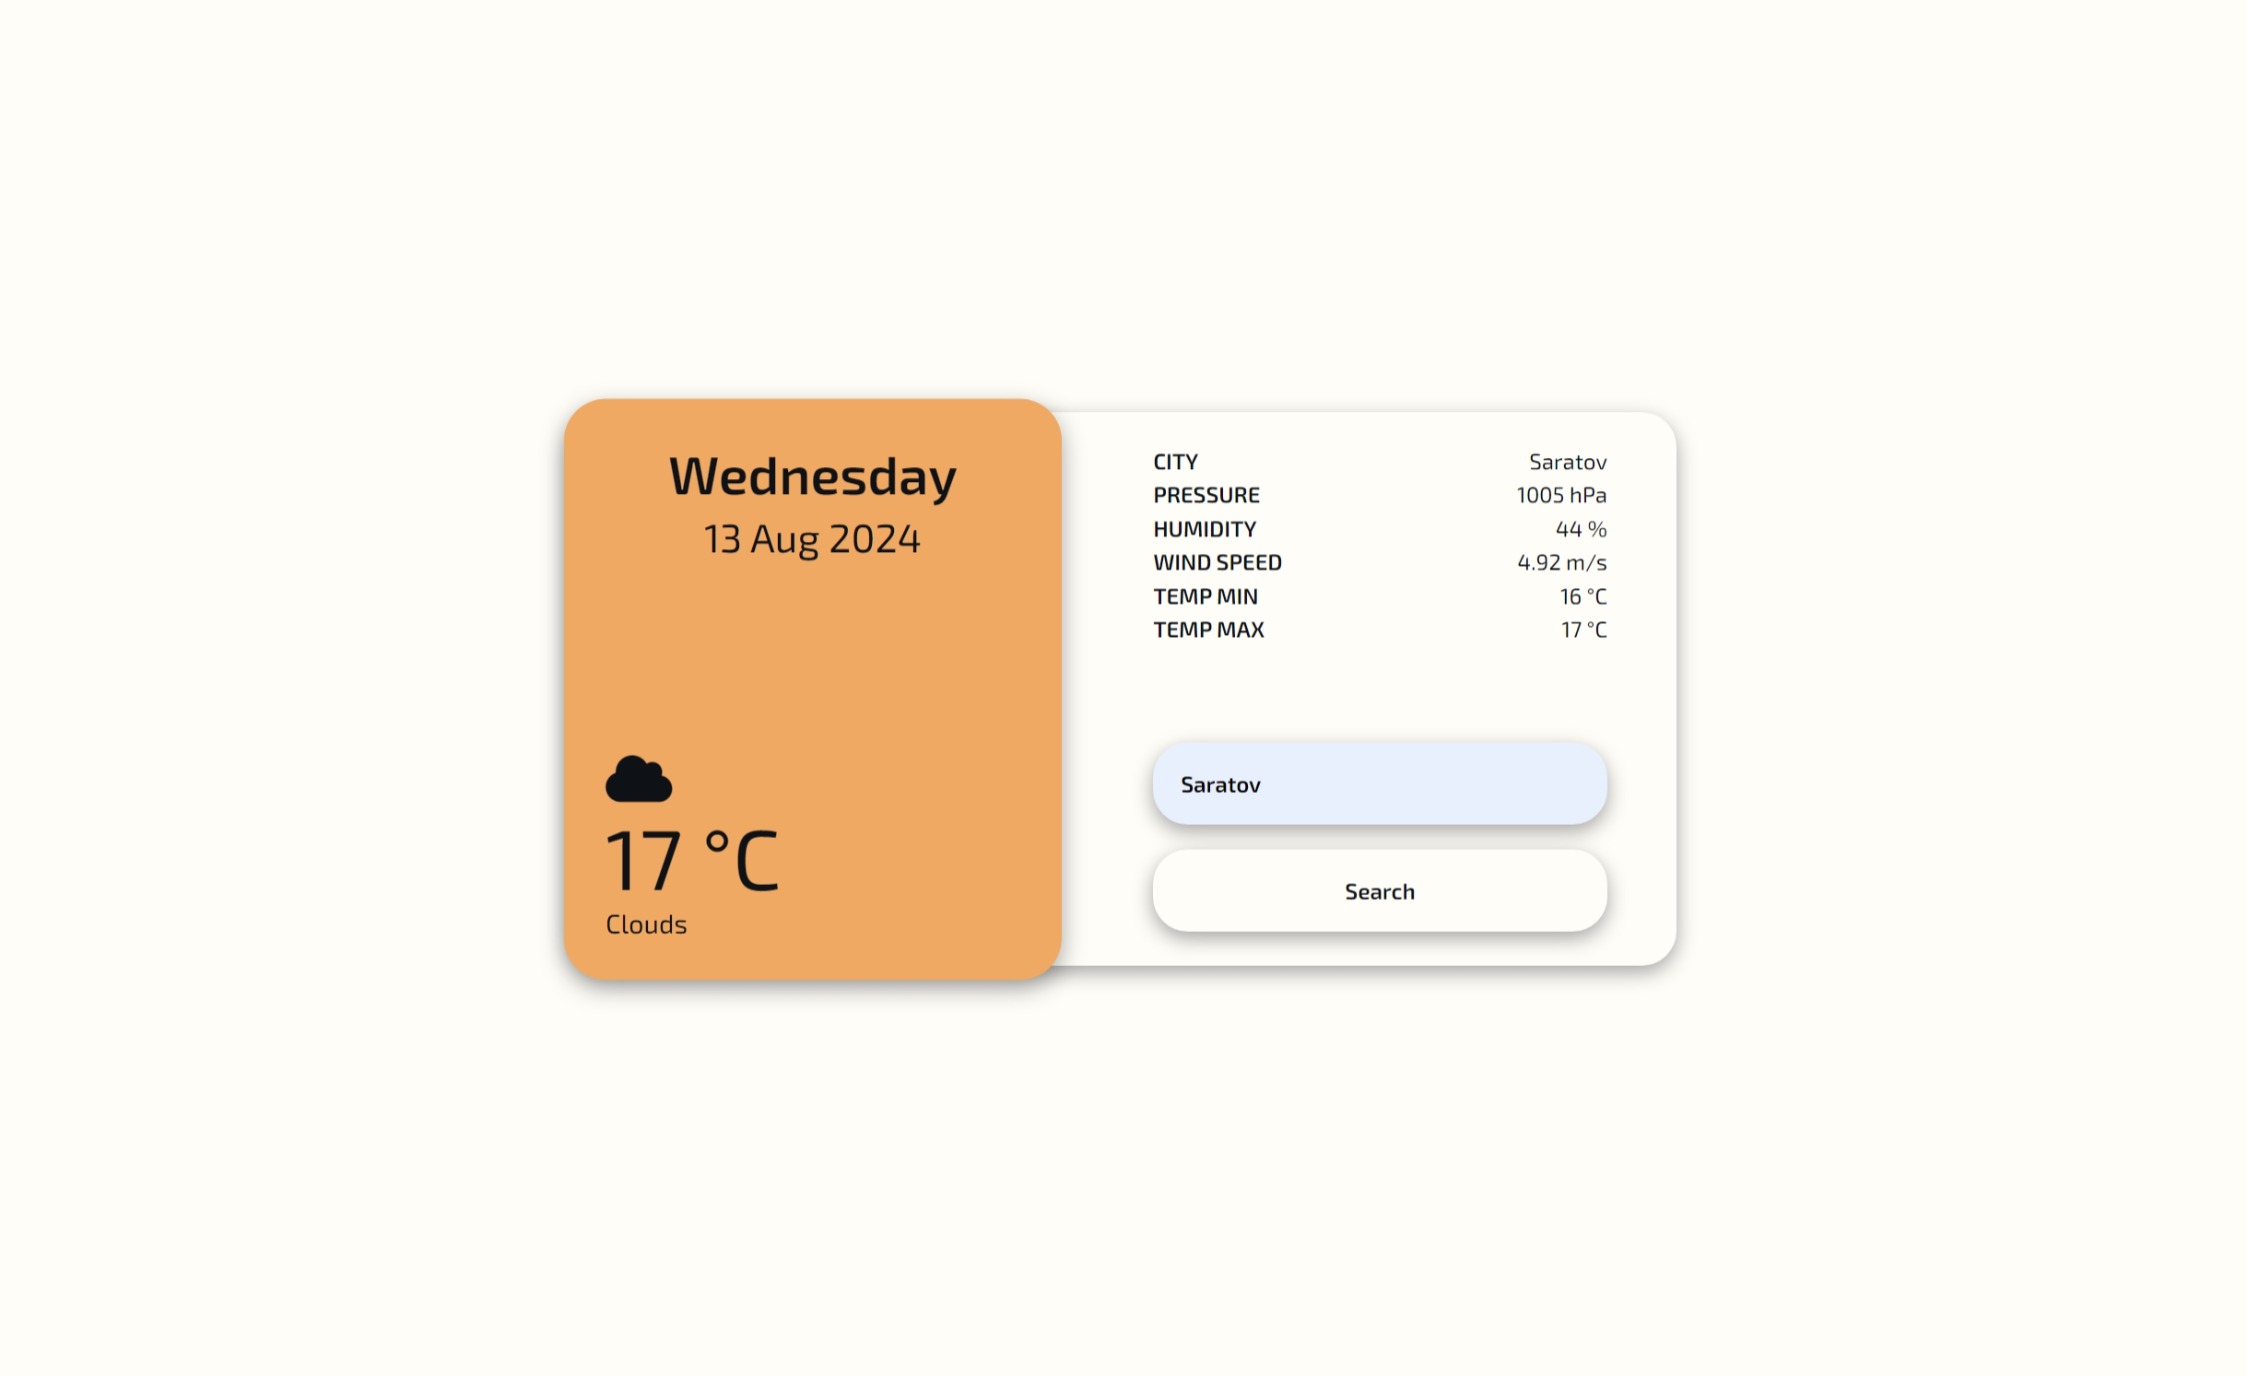 Wednesday
13 Aug 2024
17 °C
Clouds
CITY Saratov
PRESSURE 1005 hPa
HUMIDITY 44 %
WIND SPEED 4.92 m/s
TEMP MIN 16 °C
TEMP MAX 17 °C
Saratov
Search